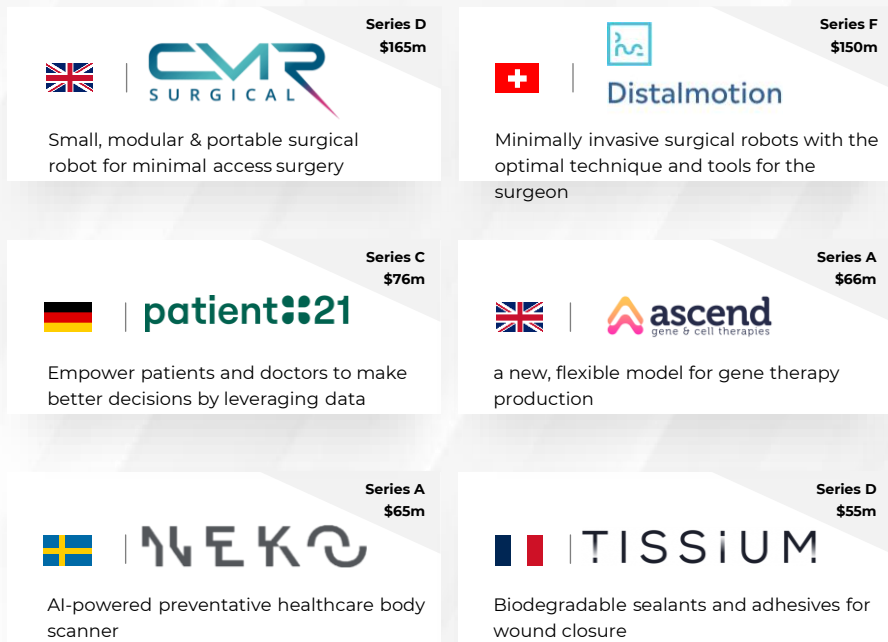 Series D
$165m
CMR
SURGICAL
Small, modular & portable surgical
robot for minimal access surgery
Series F
$150m
Distalmotion
Minimally invasive surgical robots with the
optimal technique and tools for the
surgeon
Series C
$76m
patient21
Empower patients and doctors to make
better decisions by leveraging data
Series A
$66m
ascend
gene & cell therapies
a new, flexible model for gene therapy
production
Series A
$65m
NEKO
AI-powered preventative healthcare body
scanner
Series D
$55m
TISSiUM
Biodegradable sealants and adhesives for
wound closure